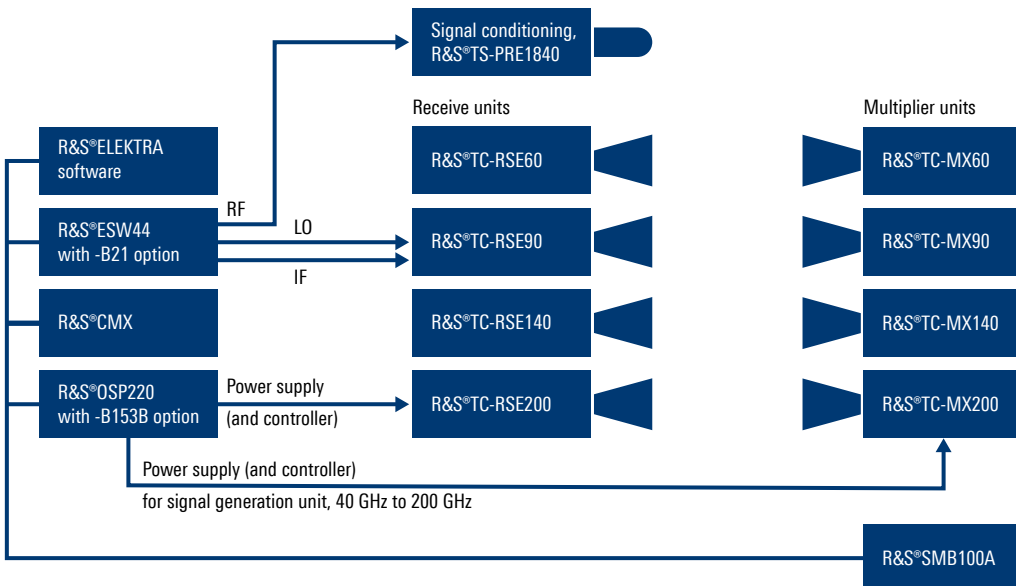 Signal conditioning,
R&S®TS-PRE1840
Receive units
Multiplier units
R&S®ELEKTRA
software
R&S®TC-RSE60
R&S®TC-MX60
RF
R&S®ESW44
with -B21 option
LO
IF
R&S®TC-RSE90
R&S®TC-MX90
R&S®CMX
R&S®TC-RSE140
R&S®TC-MX140
R&S®OSP220
with -B153B option
Power supply
(and controller)
R&S®TC-RSE200
R&S®TC-MX200
Power supply (and controller)
for signal generation unit, 40 GHz to 200 GHz
R&S®SMB100A